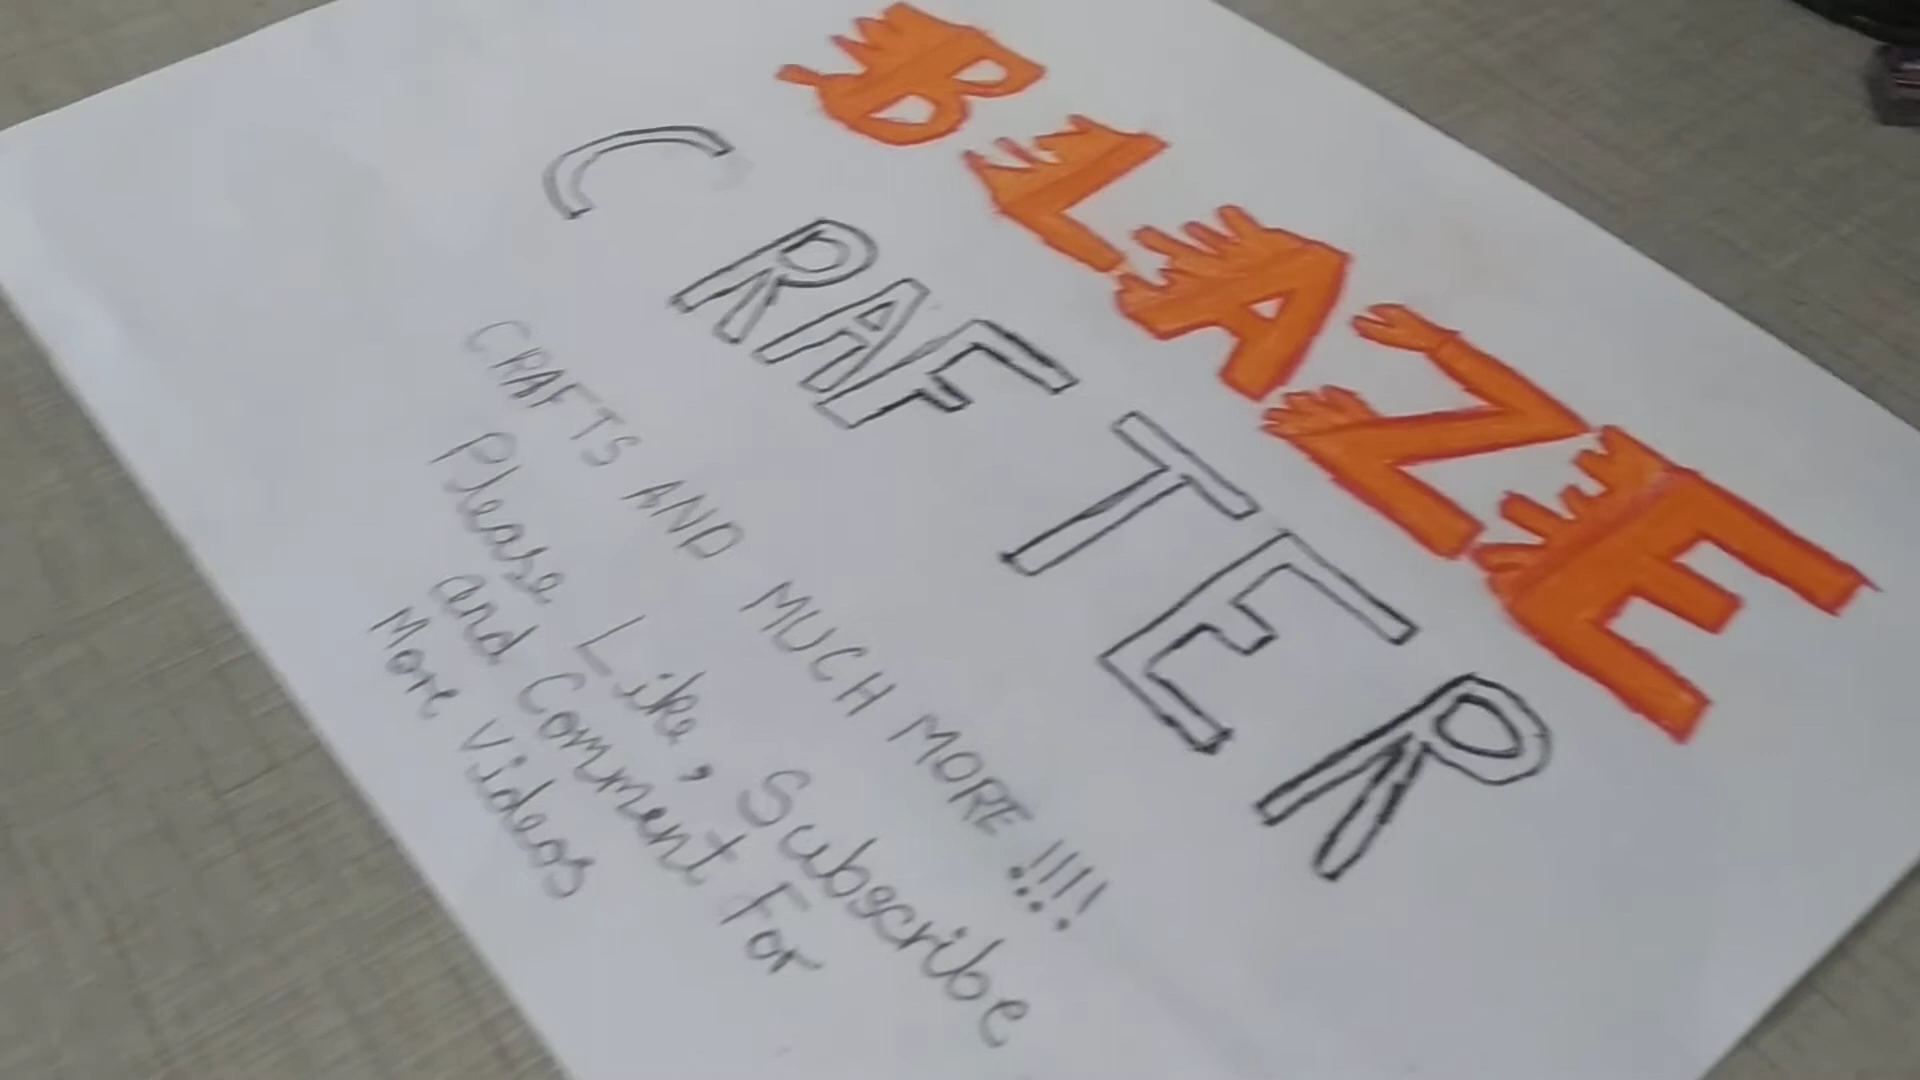 BLAZE
CRAFTER
CRAFTS AND MUCH MORE !!!!
Please Like, Subscribe
and Comment For
More videos